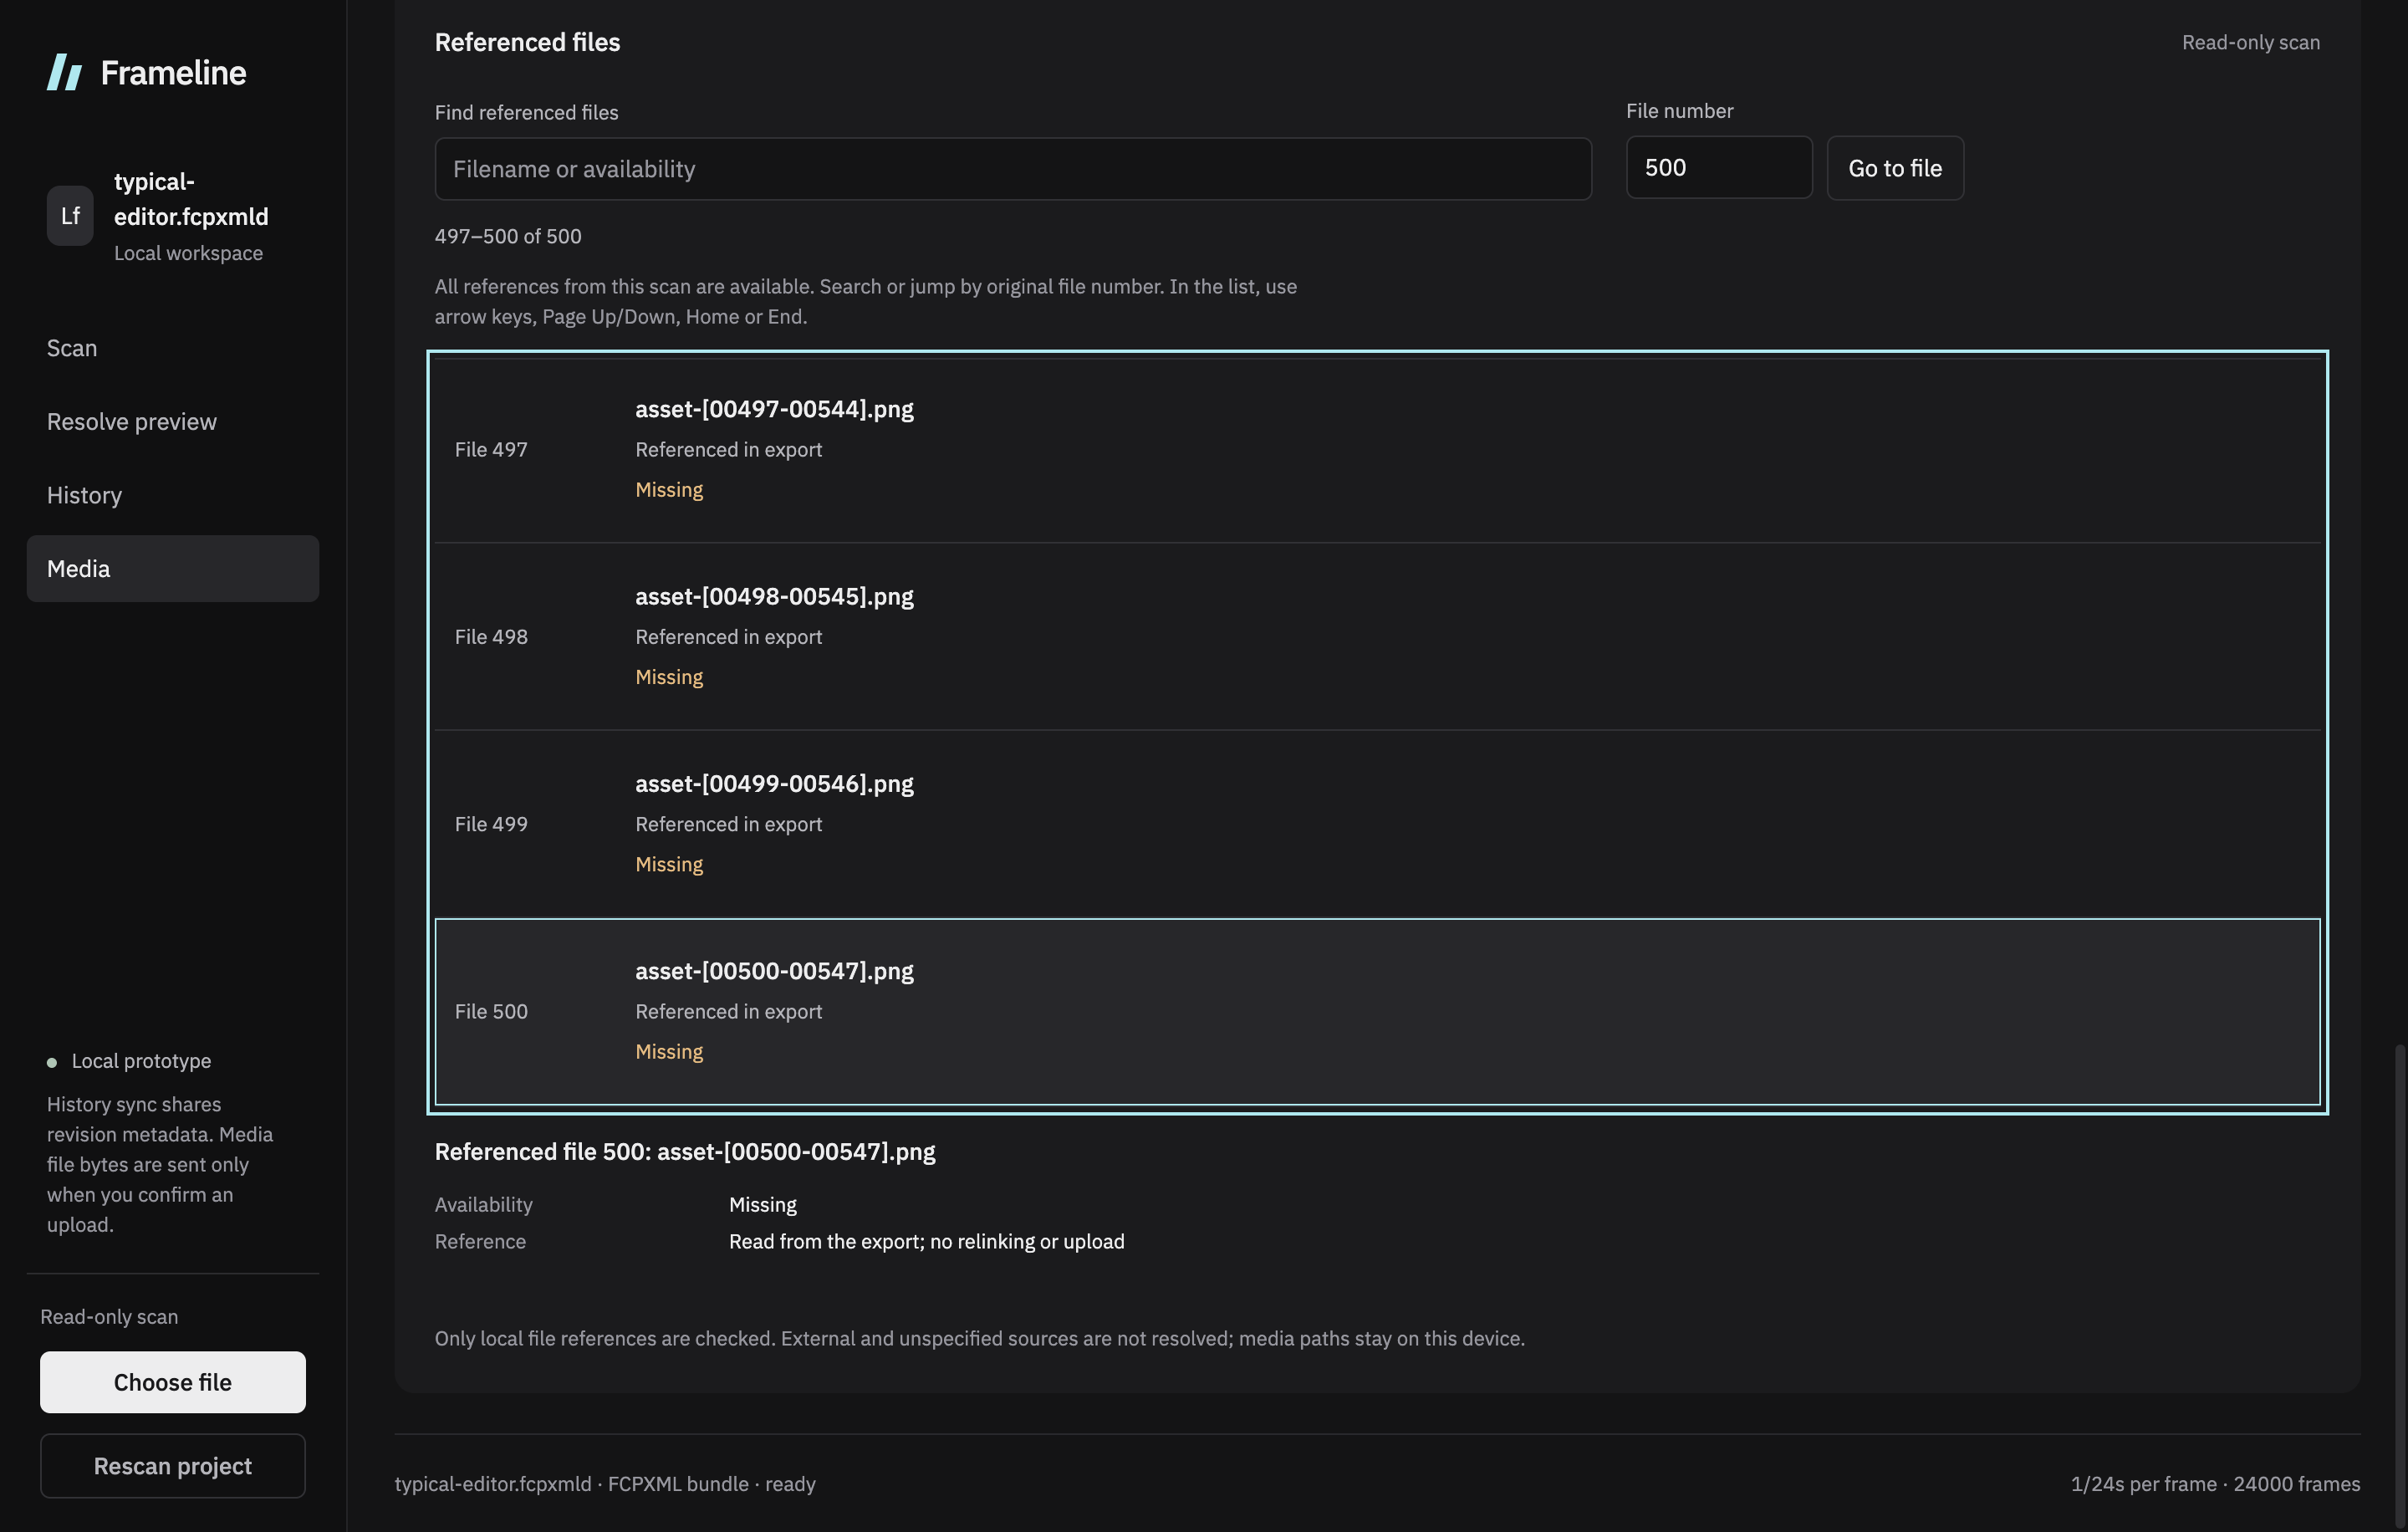 Frameline
Lf
typical-
editor.fcpxmld
Local workspace
Scan
Resolve preview
History
Media
Local prototype
History sync shares
revision metadata. Media
file bytes are sent only
when you confirm an
upload.
Read-only scan
Choose file
Rescan project
Referenced files
Read-only scan
Find referenced files
Filename or availability
File number
500
Go to file
497–500 of 500
All references from this scan are available. Search or jump by original file number. In the list, use
arrow keys, Page Up/Down, Home or End.
File 497
asset-[00497-00544].png
Referenced in export
Missing
File 498
asset-[00498-00545].png
Referenced in export
Missing
File 499
asset-[00499-00546].png
Referenced in export
Missing
File 500
asset-[00500-00547].png
Referenced in export
Missing
Referenced file 500: asset-[00500-00547].png
Availability Missing
Reference Read from the export; no relinking or upload
Only local file references are checked. External and unspecified sources are not resolved; media paths stay on this device.
typical-editor.fcpxmld · FCPXML bundle · ready
1/24s per frame · 24000 frames